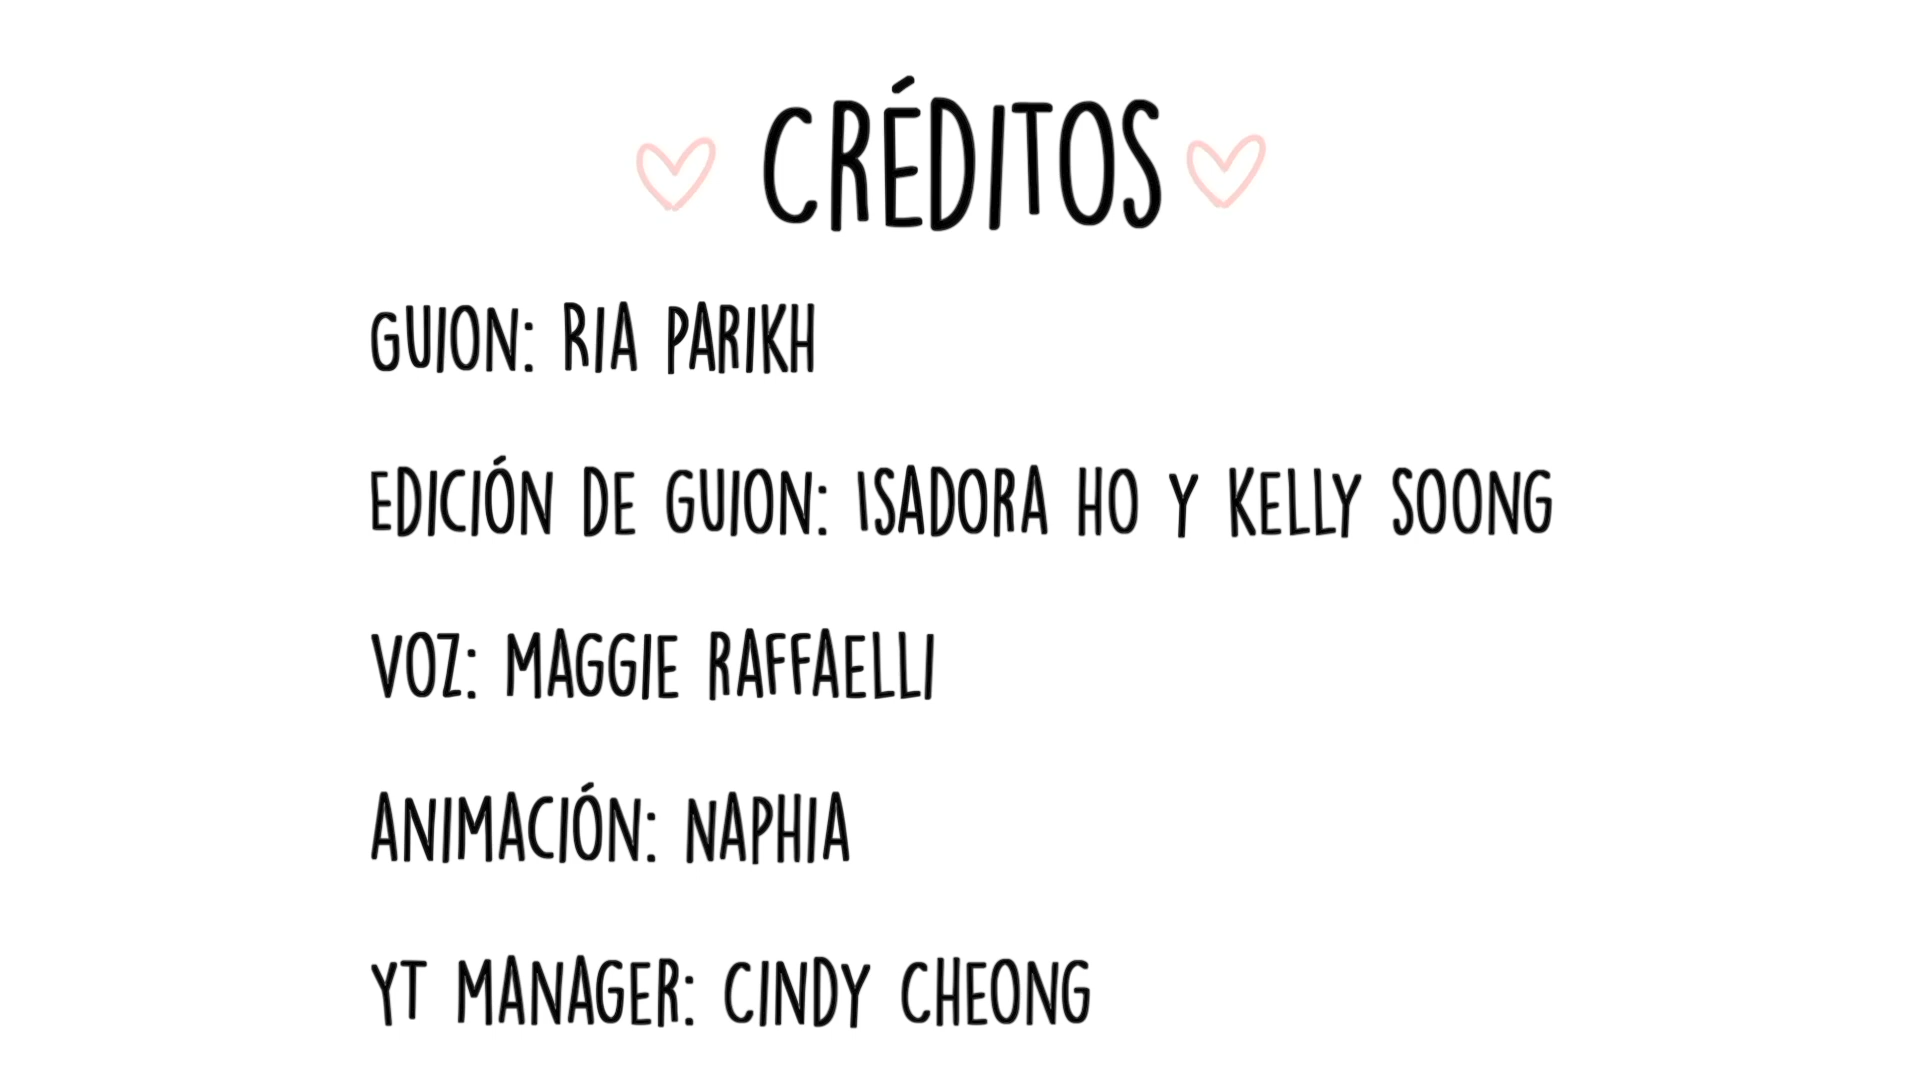 CRÉDITOS
GUION: RIA PARIKH
EDICIÓN DE GUION: ISADORA HO Y KELLY SOONG
VOZ: MAGGIE RAFFAELLI
ANIMACIÓN: NAPHIA
YT MANAGER: CINDY CHEONG